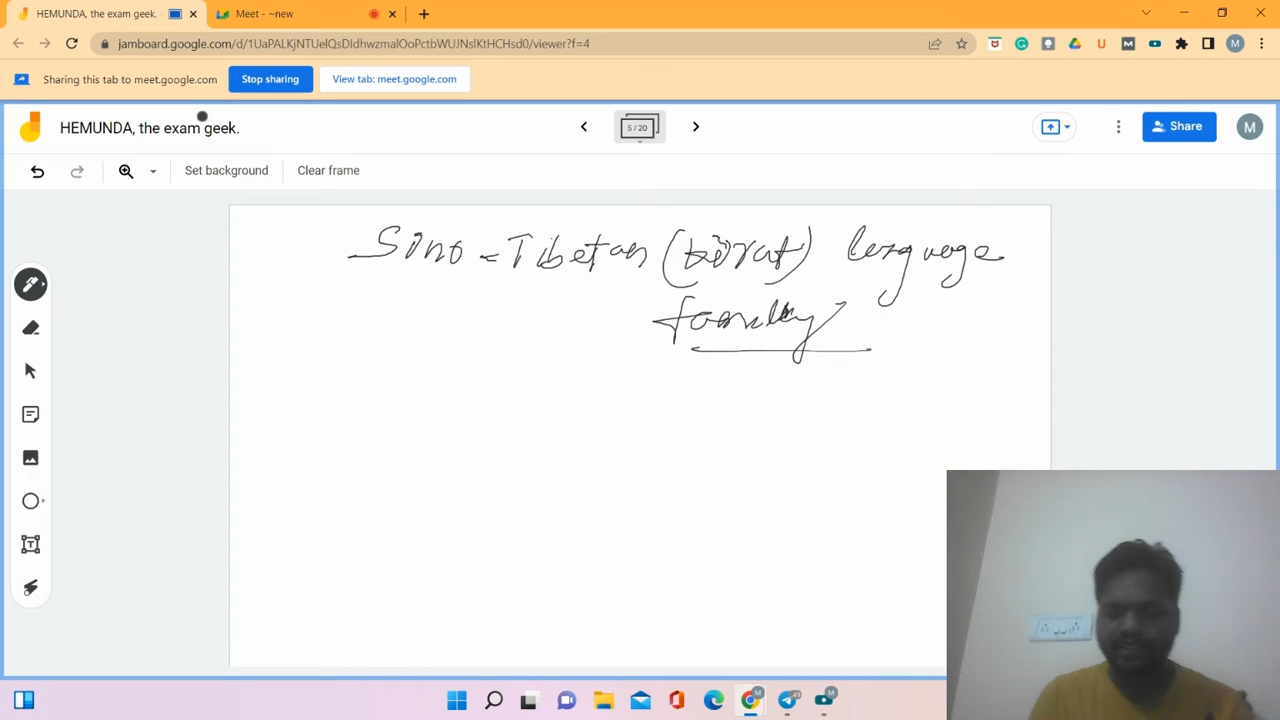 HEMUNDA, the exam geek.
Meet - ~new
jamboard.google.com/d/1UaPALKjNTUelQsDIdhwzmalOoPctbWUJNslKtHCHsd0/viewer?f=4
Sharing this tab to meet.google.com
Stop sharing
View tab: meet.google.com
HEMUNDA, the exam geek.
5 / 20
Share
M
Set background
Clear frame
Sino-Tibetan (kirat) language
family